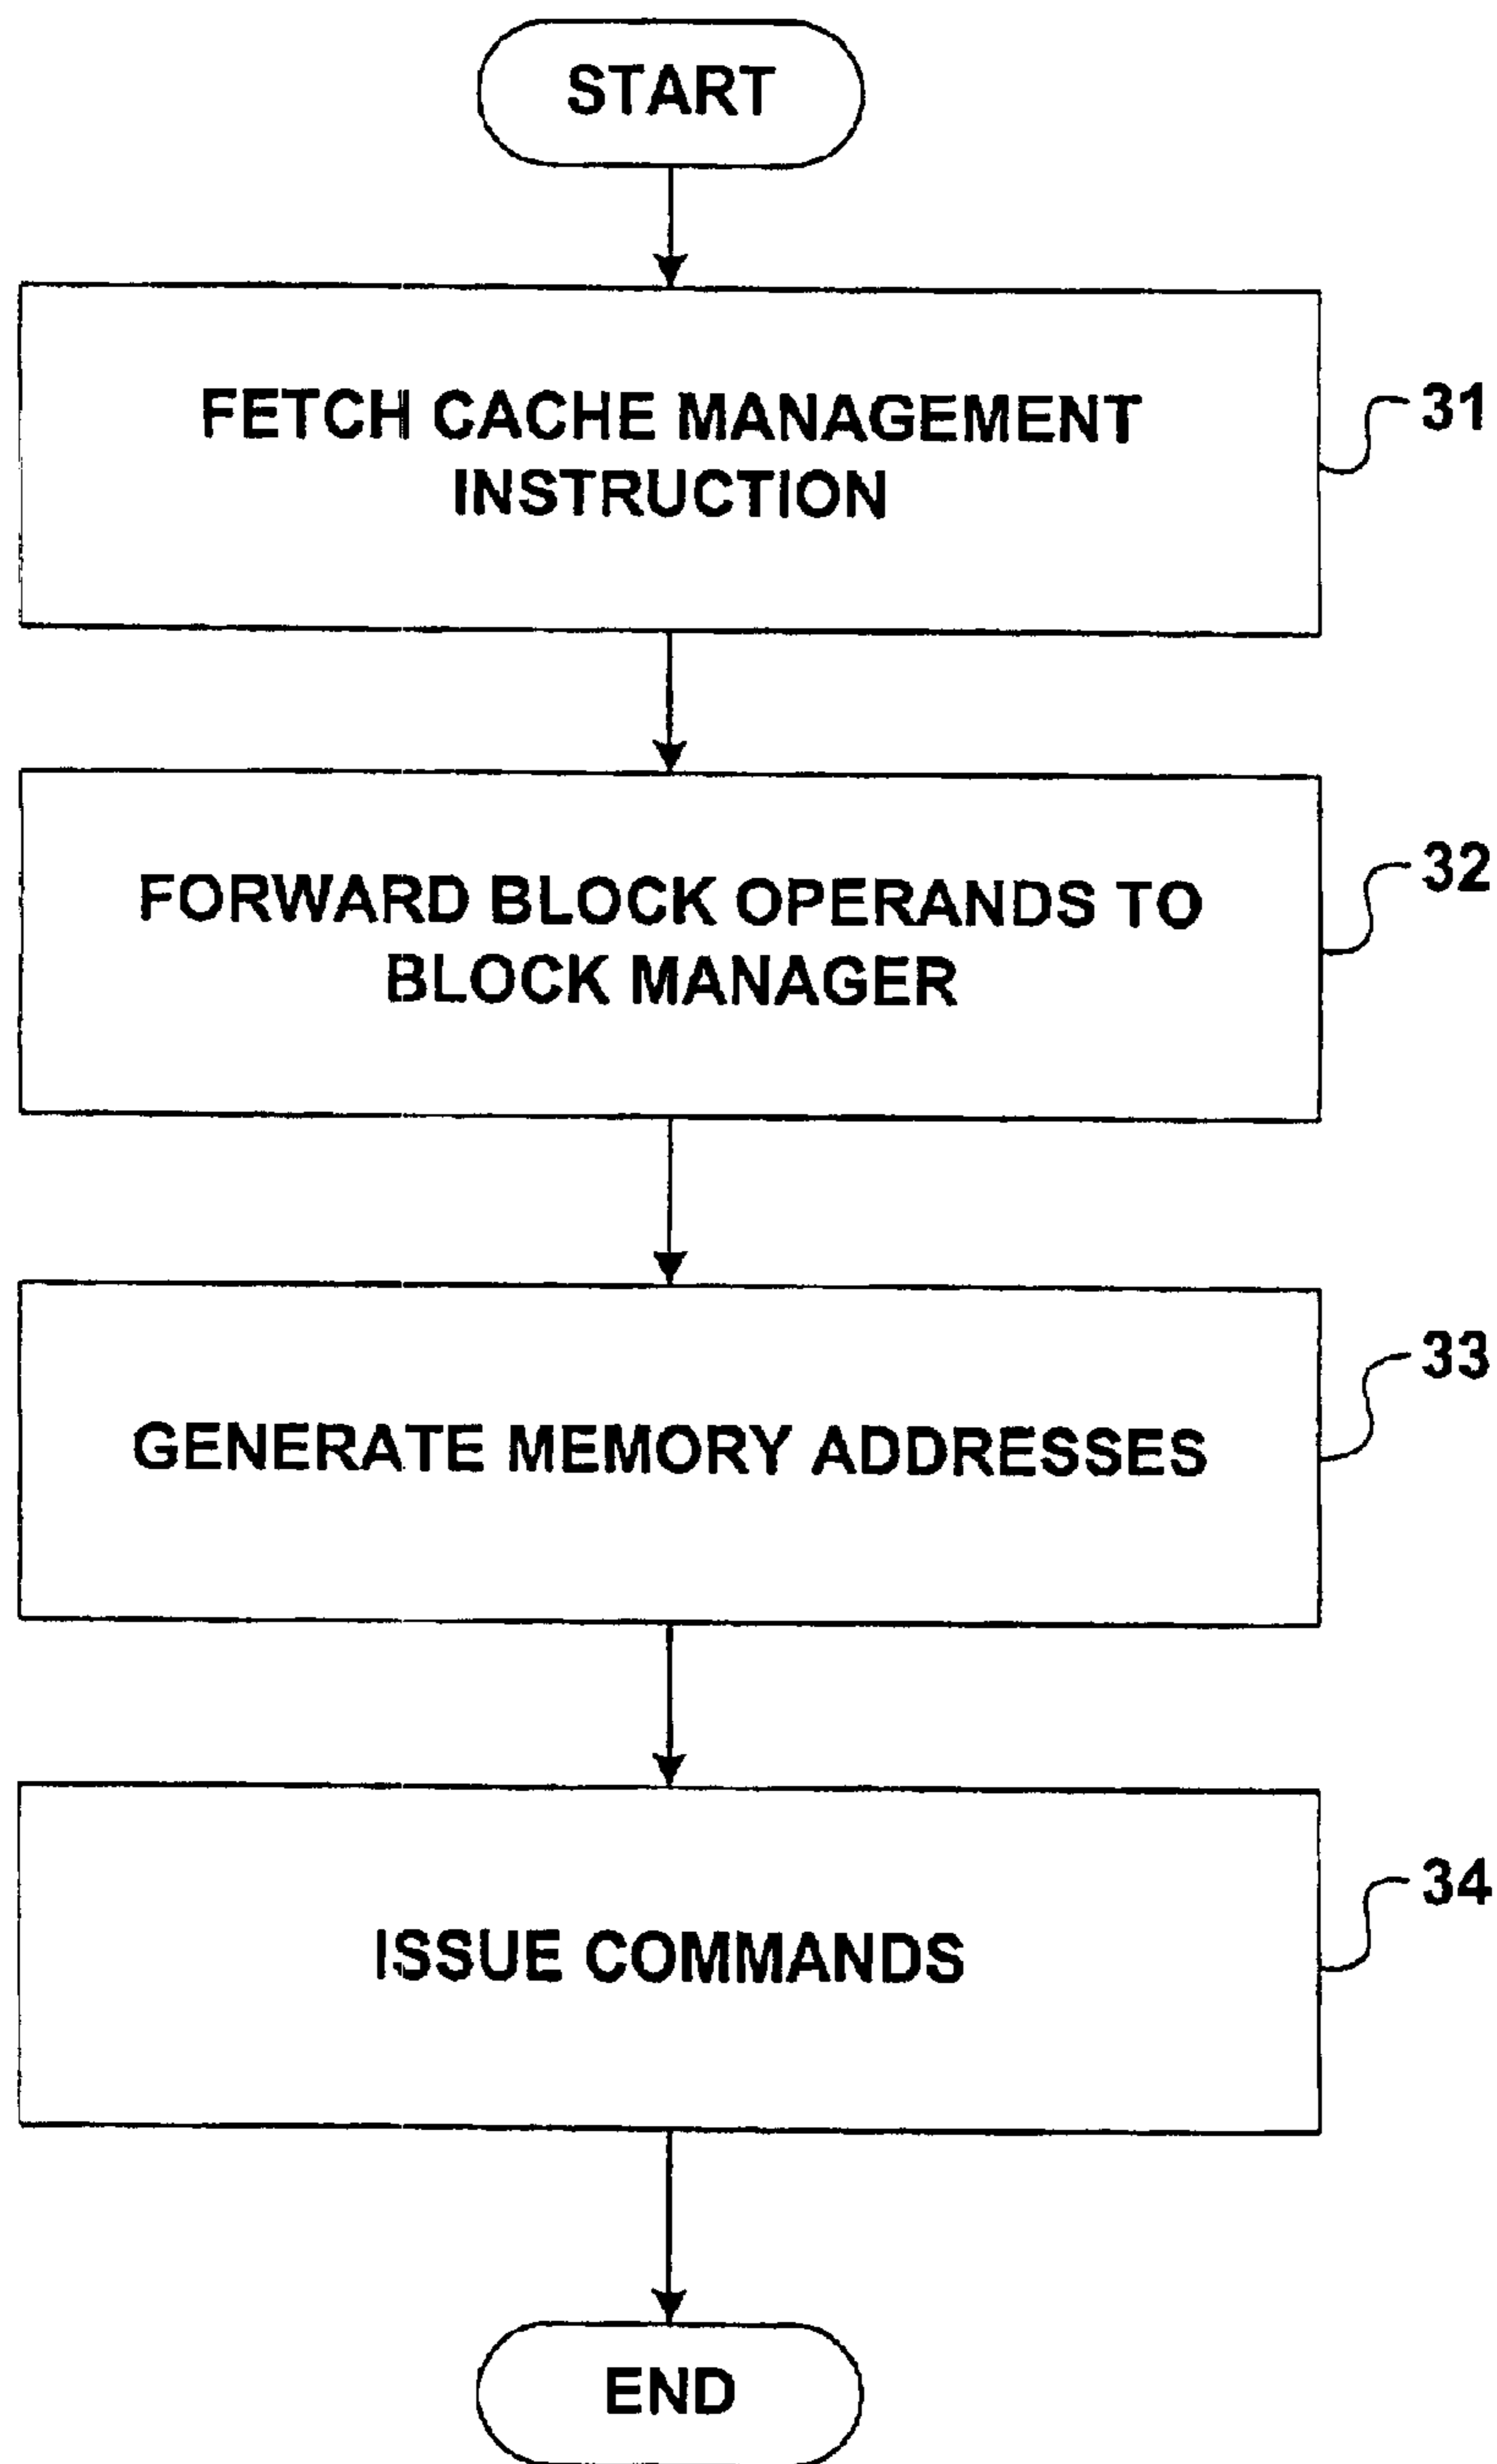 START
FETCH CACHE MANAGEMENT
INSTRUCTION
31
FORWARD BLOCK OPERANDS TO
BLOCK MANAGER
32
GENERATE MEMORY ADDRESSES
33
ISSUE COMMANDS
34
END